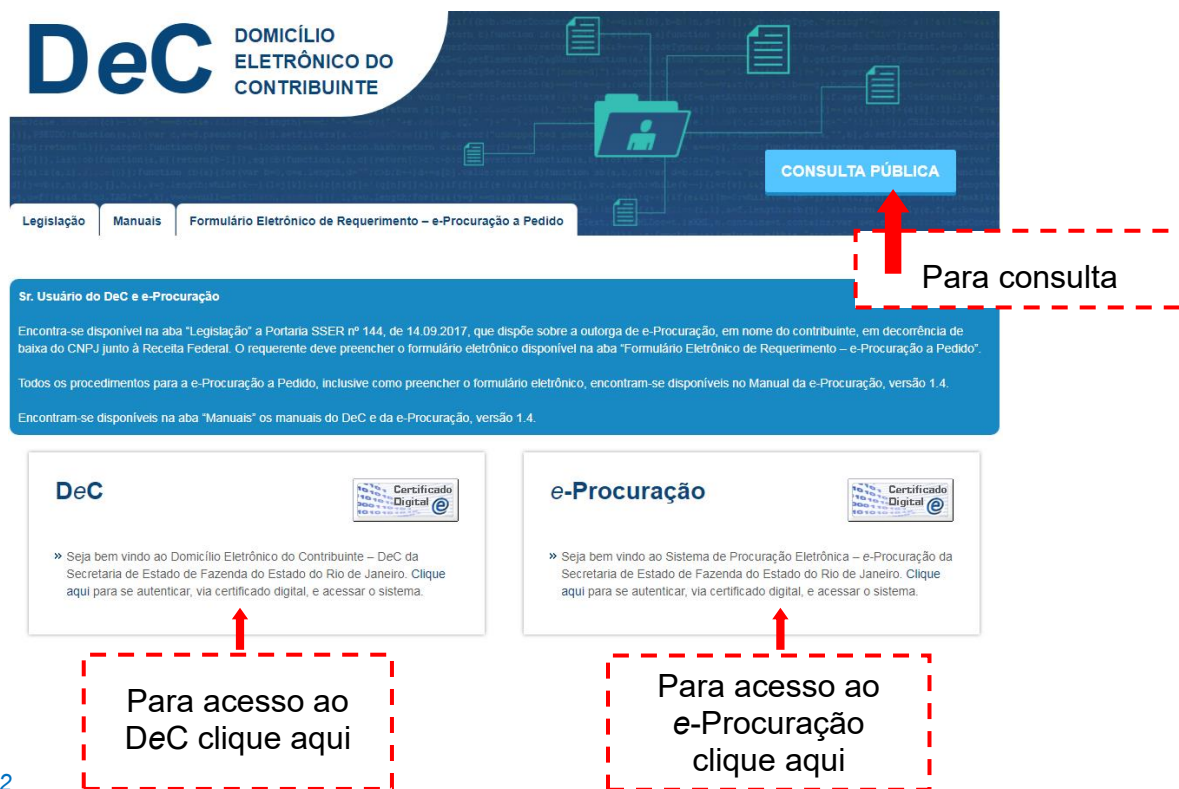 DeC
DOMICÍLIO
ELETRÔNICO DO
CONTRIBUINTE
CONSULTA PÚBLICA
Legislação
Manuais
Formulário Eletrônico de Requerimento – e-Procuração a Pedido
Para consulta
Sr. Usuário do DeC e e-Procuração
Encontra-se disponível na aba "Legislação" a Portaria SSER nº 144, de 14.09.2017, que dispõe sobre a outorga de e-Procuração, em nome do contribuinte, em decorrência de
baixa do CNPJ junto à Receita Federal. O requerente deve preencher o formulário eletrônico disponível na aba "Formulário Eletrônico de Requerimento – e-Procuração a Pedido".
Todos os procedimentos para a e-Procuração a Pedido, inclusive como preencher o formulário eletrônico, encontram-se disponíveis no Manual da e-Procuração, versão 1.4.
Encontram-se disponíveis na aba "Manuais" os manuais do DeC e da e-Procuração, versão 1.4.
DeC
Certificado
Digital
» Seja bem vindo ao Domicílio Eletrônico do Contribuinte – DeC da
Secretaria de Estado de Fazenda do Estado do Rio de Janeiro. Clique
aqui para se autenticar, via certificado digital, e acessar o sistema.
e-Procuração
Certificado
Digital
» Seja bem vindo ao Sistema de Procuração Eletrônica – e-Procuração da
Secretaria de Estado de Fazenda do Estado do Rio de Janeiro. Clique
aqui para se autenticar, via certificado digital, e acessar o sistema.
Para acesso ao
DeC clique aqui
Para acesso ao
e-Procuração
clique aqui
2